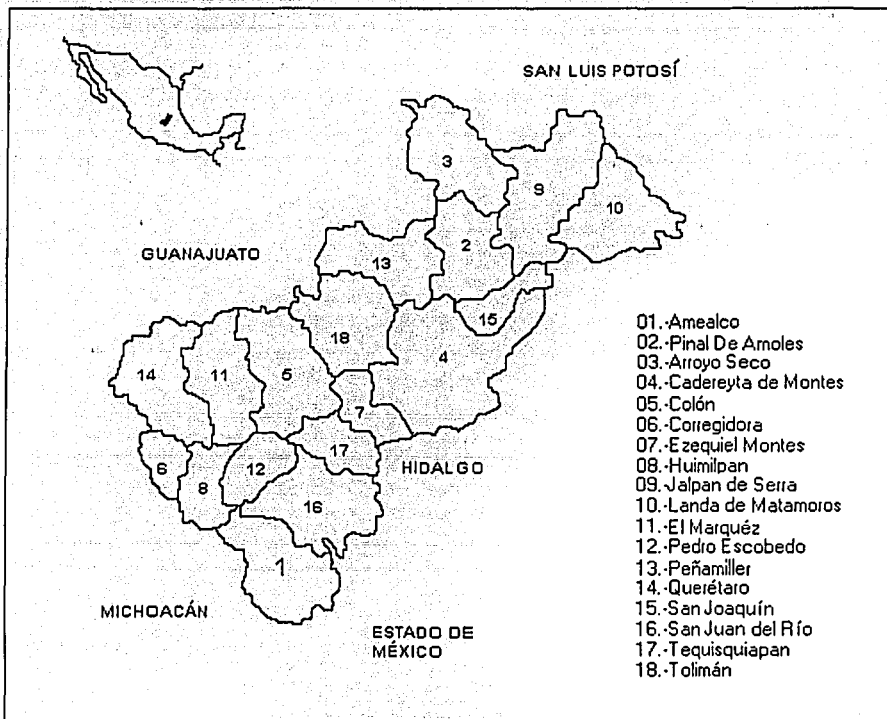 SAN LUIS POTOSÍ
3
9
10
GUANAJUATO
2
13
15
18
4
14
11
5
7
17
HIDALGO
6
12
8
16
1
MICHOACÁN
ESTADO DE
MÉXICO
01.-Amealco
02.-Pinal De Amoles
03.-Arroyo Seco
04.-Cadereyta de Montes
05.-Colón
06.-Corregidora
07.-Ezequiel Montes
08.-Huimilpan
09.-Jalpan de Serra
10.-Landa de Matamoros
11.-El Marquéz
12.-Pedro Escobedo
13.-Peñamiller
14.-Querétaro
15.-San Joaquín
16.-San Juan del Río
17.-Tequisquiapan
18.-Tolimán